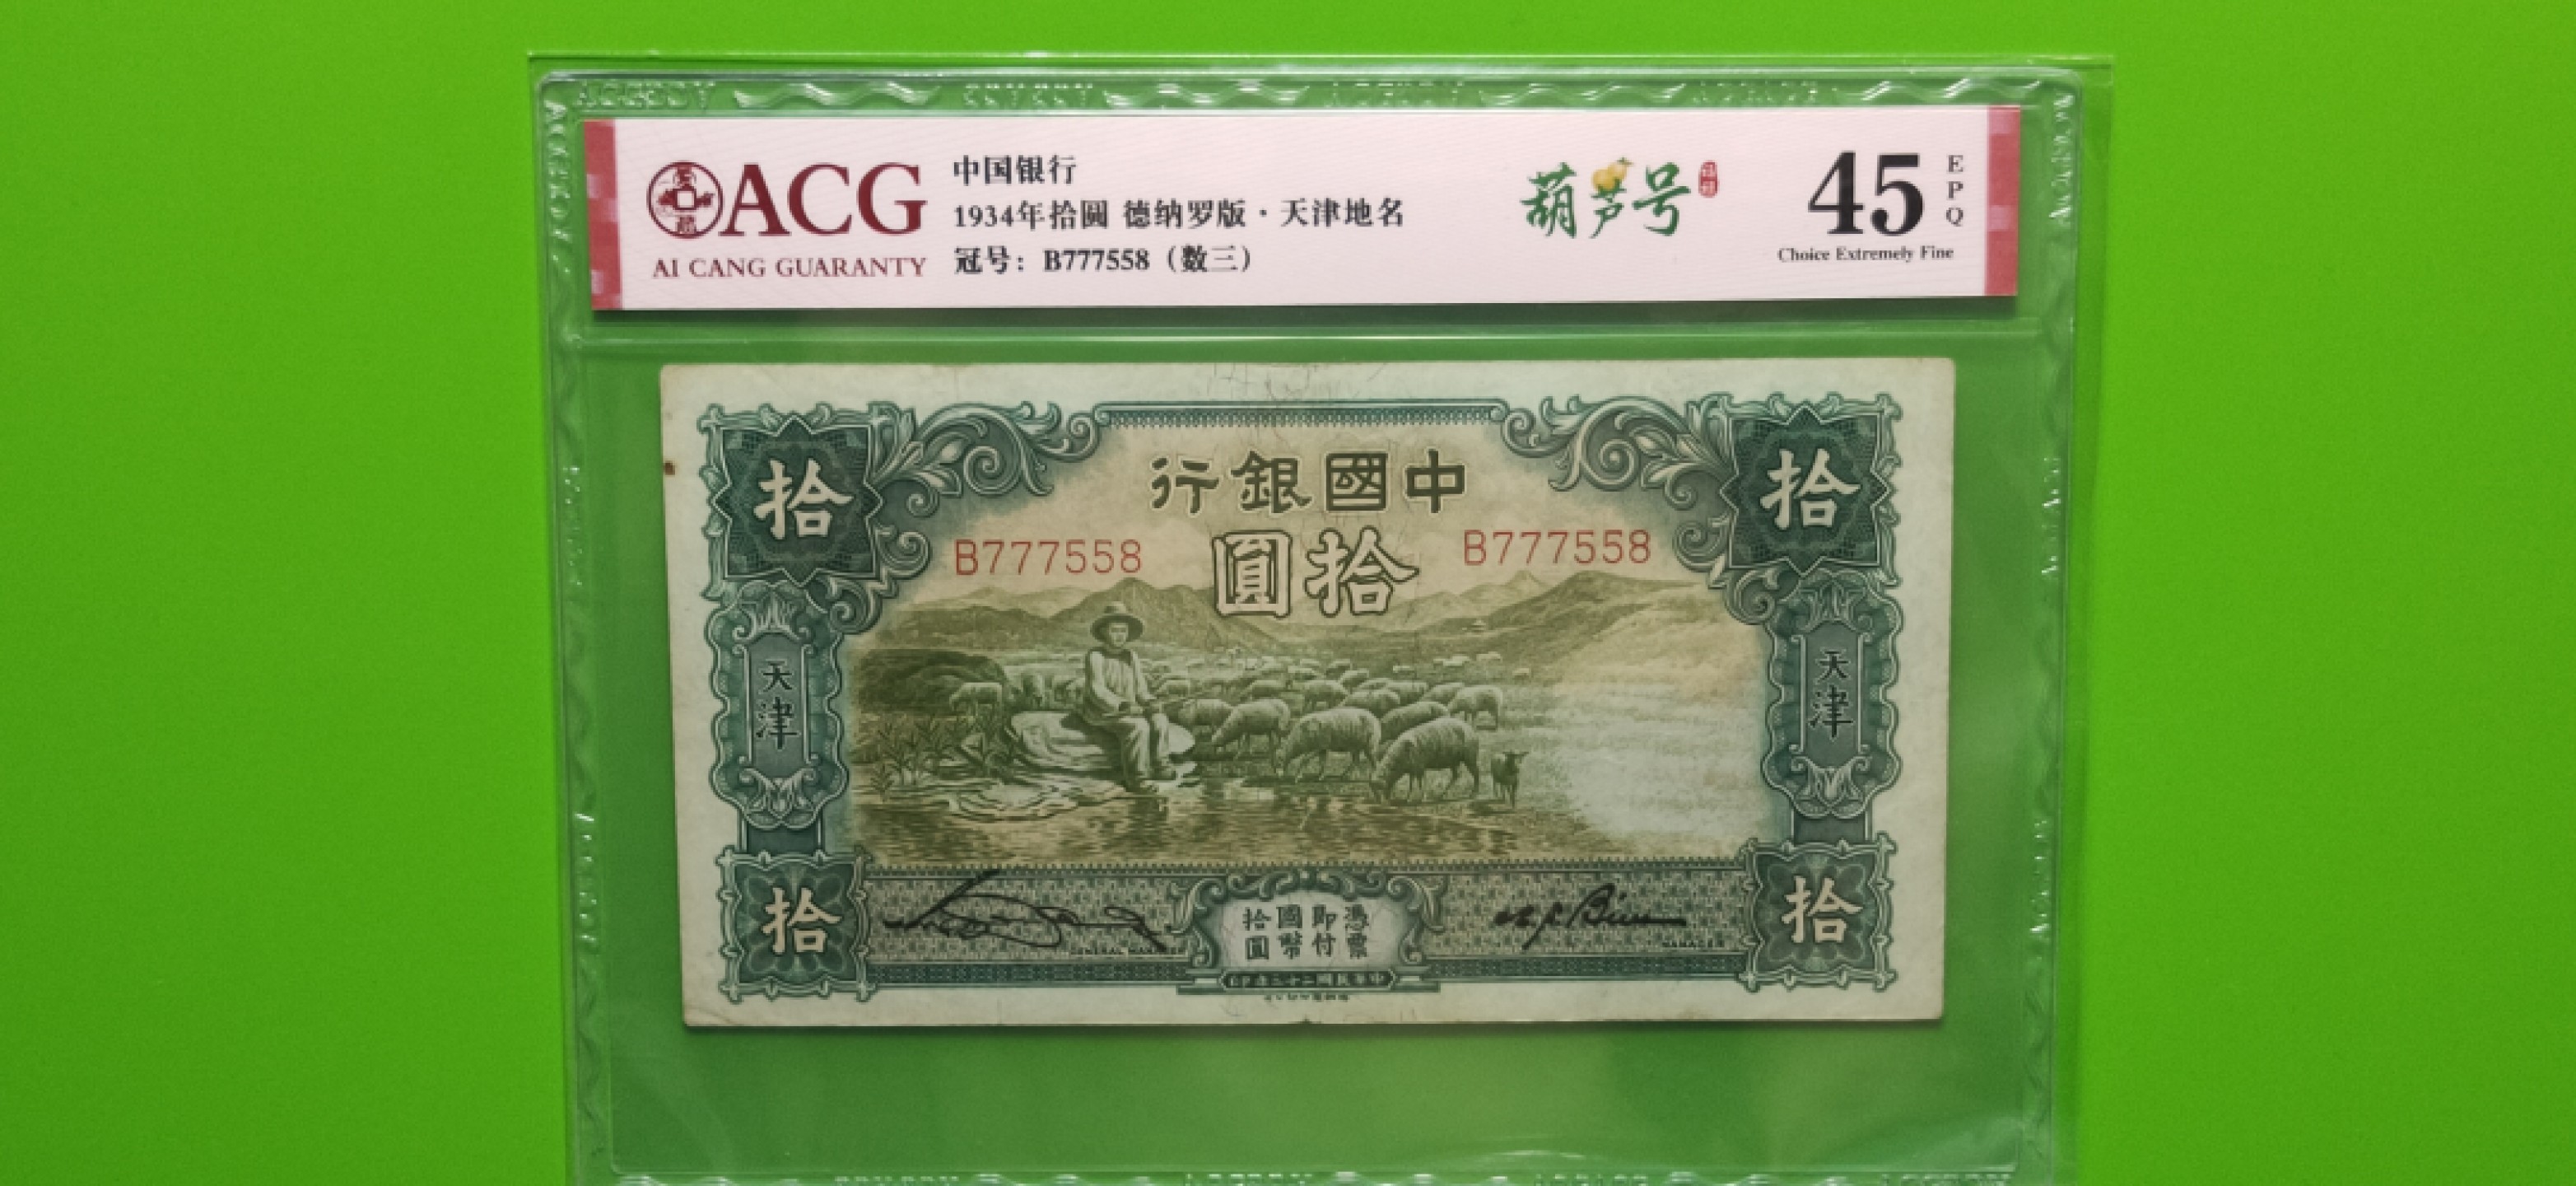 ACG
AI CANG GUARANTY
中国银行
1934年拾圆 德纳罗版·天津地名
冠号：B777558（数三）
葫芦号
45
EPQ
Choice Extremely Fine
行銀國中
圓拾
B777558
B777558
拾
拾
天津
天津
拾
拾
GENERAL MANAGER
憑票
即付
國幣
拾圓
MANAGER